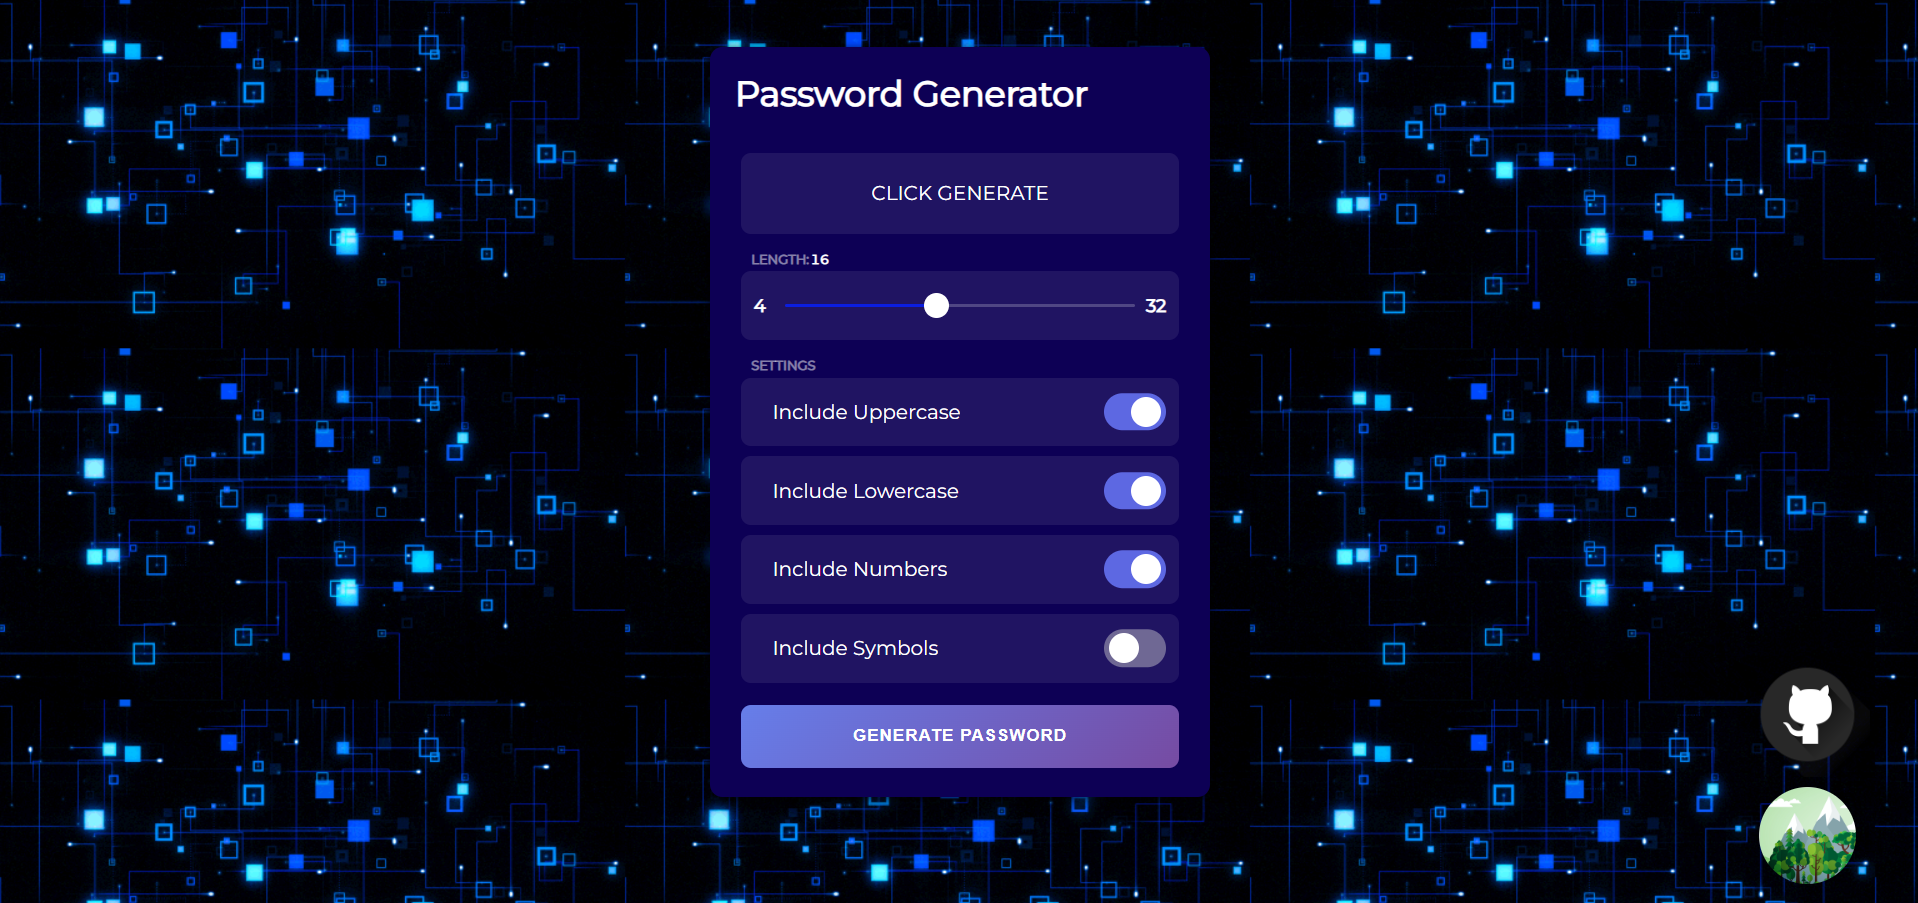 Password Generator
CLICK GENERATE
LENGTH: 16
4 32
SETTINGS
Include Uppercase
Include Lowercase
Include Numbers
Include Symbols
GENERATE PASSWORD